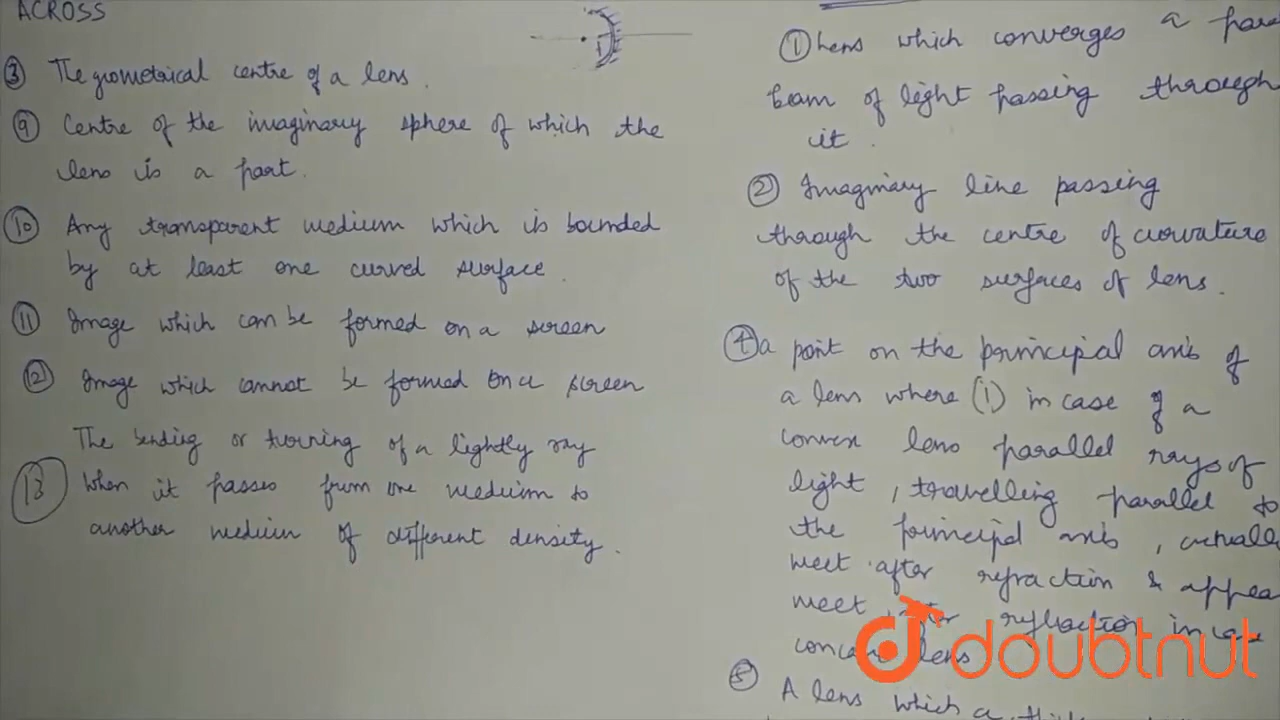 ACROSS
③ The geometrical centre of a lens.
⑨ Centre of the imaginary sphere of which the
lens is a part.
⑩ Any transparent medium which is bounded
by at least one curved surface.
⑪ Image which can be formed on a screen
⑫ Image which cannot be formed on a screen
The bending or turning of a lightly ray
⑬ When it passes from one medium to
another medium of different density.
① Lens which converges a para
beam of light passing through
it.
② Imaginary line passing
through the centre of curvature
of the two surfaces of lens.
④ a point on the principal axis of
a lens where (i) in case of a
convex lens parallel rays of
light, travelling parallel to
the principal axis, actuall
meet after refraction & appea
meet, after in case
lens
⑤ A lens which a
doubtnut